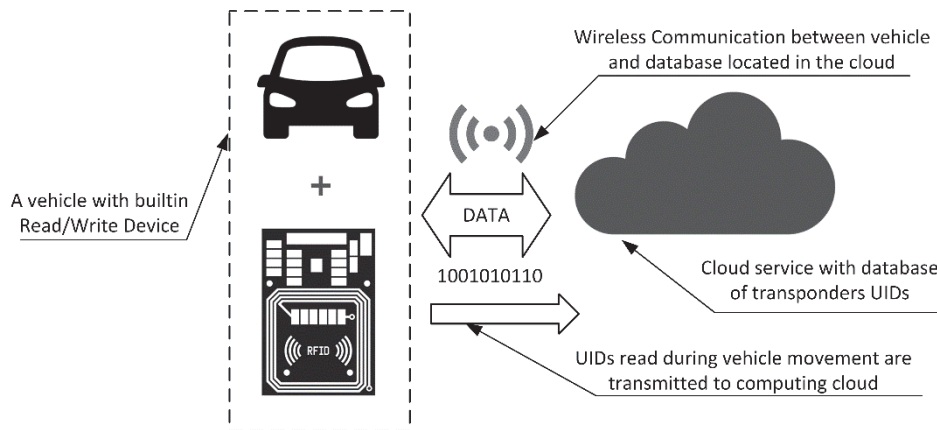 Wireless Communication between vehicle
and database located in the cloud
A vehicle with builtin
Read/Write Device
+
DATA
1001010110
RFID
Cloud service with database
of transponders UIDs
UIDs read during vehicle movement are
transmitted to computing cloud